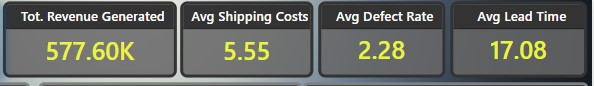 Tot. Revenue Generated
577.60K
Avg Shipping Costs
5.55
Avg Defect Rate
2.28
Avg Lead Time
17.08